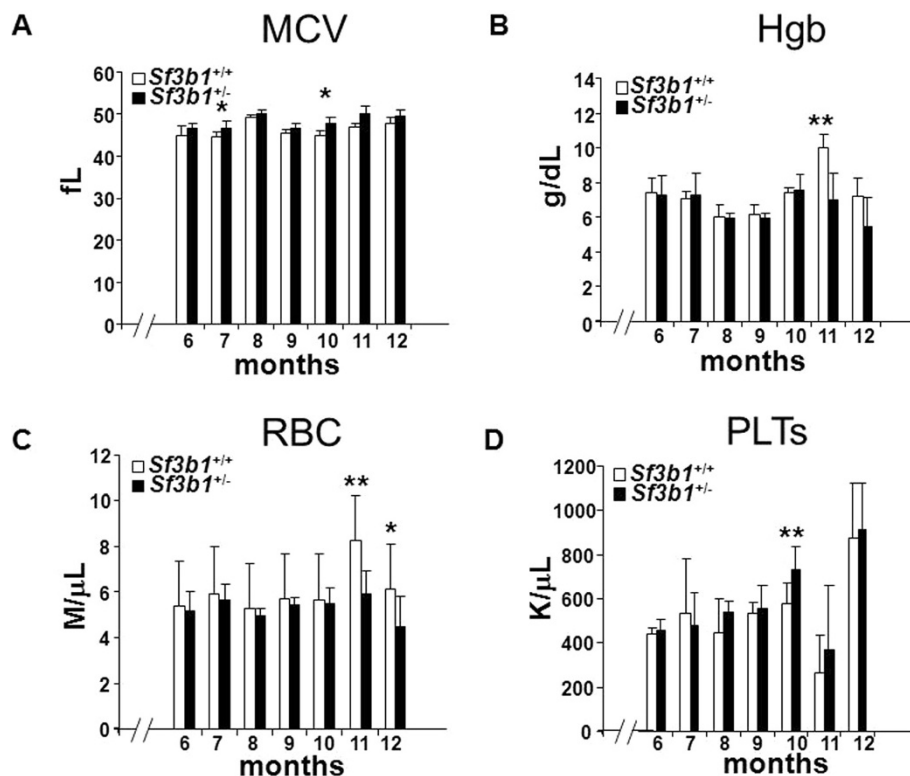 A
MCV
Sf3b1+/+
Sf3b1+/-
*
*
fL
60
50
40
30
20
10
0
6 7 8 9 10 11 12
months
B
Hgb
Sf3b1+/+
Sf3b1+/-
**
g/dL
14
12
10
8
6
4
2
0
6 7 8 9 10 11 12
months
C
RBC
Sf3b1+/+
Sf3b1+/-
**
*
M/μL
12
10
8
6
4
2
0
6 7 8 9 10 11 12
months
D
PLTs
Sf3b1+/+
Sf3b1+/-
**
K/μL
1200
1000
800
600
400
200
0
6 7 8 9 10 11 12
months